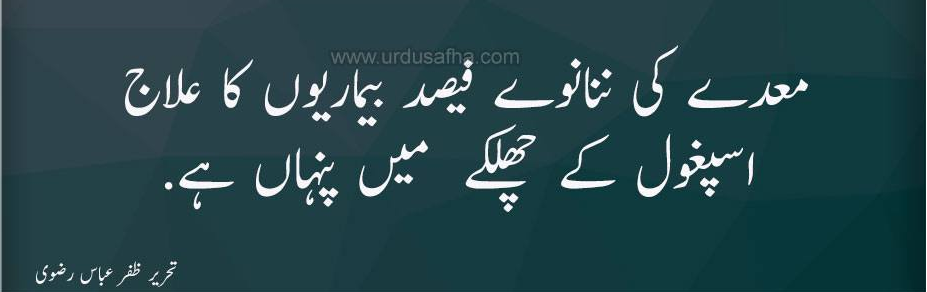 www.urdusafha.com
معدے کی ننانوے فیصد بیماریوں کا علاج
اسپغول کے چھلکے میں پنہاں ہے.
تحریر ظفر عباس رضوی